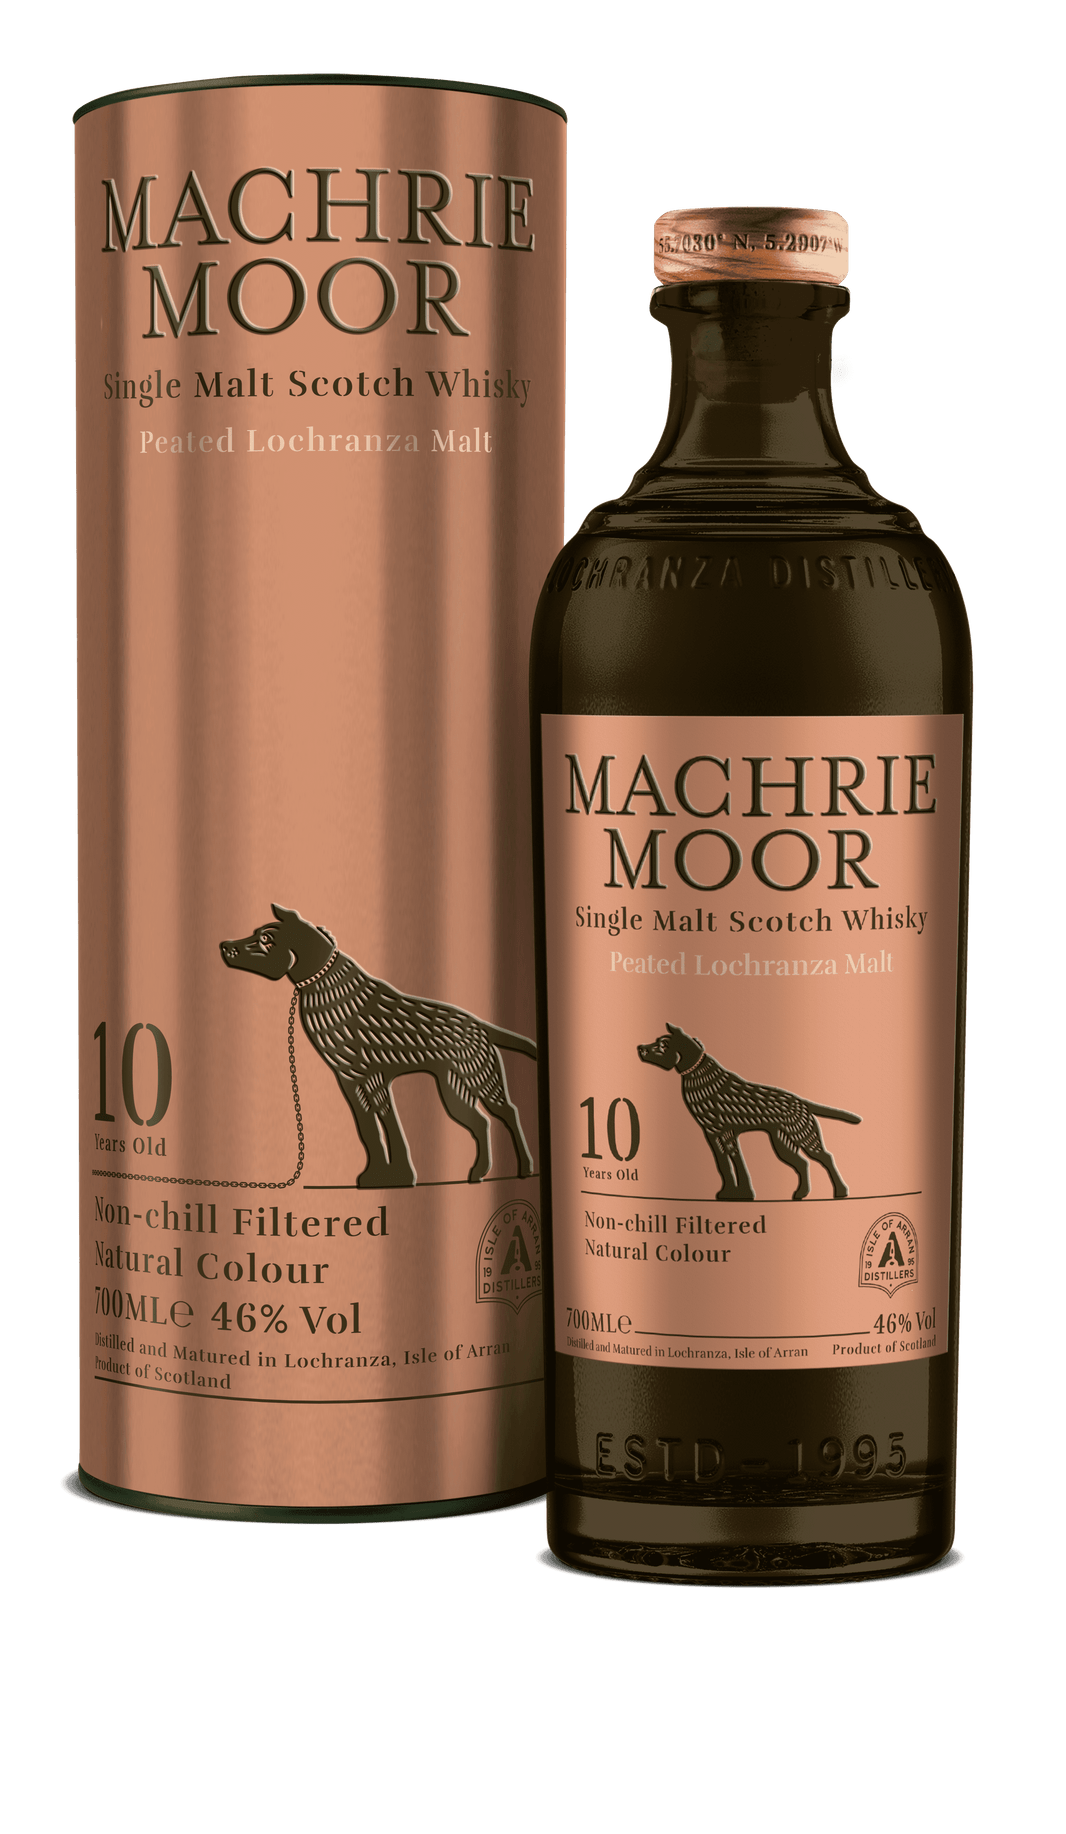 MACHRIE
MOOR
Single Malt Scotch Whisky
Peated Lochranza Malt
10
Years Old
Non-chill Filtered
Natural Colour
700ML℮ 46% Vol
Distilled and Matured in Lochranza, Isle of Arran
Product of Scotland
ISLE OF ARRAN
19 95
DISTILLERS
55.7030° N, 5.2907° W
LOCHRANZA DISTILLE
MACHRIE
MOOR
Single Malt Scotch Whisky
Peated Lochranza Malt
10
Years Old
Non-chill Filtered
Natural Colour
ISLE OF ARRAN
19 A 95
DISTILLERS
700ML℮ 46% Vol
Distilled and Matured in Lochranza, Isle of Arran Product of Scotland
ESTD-1995